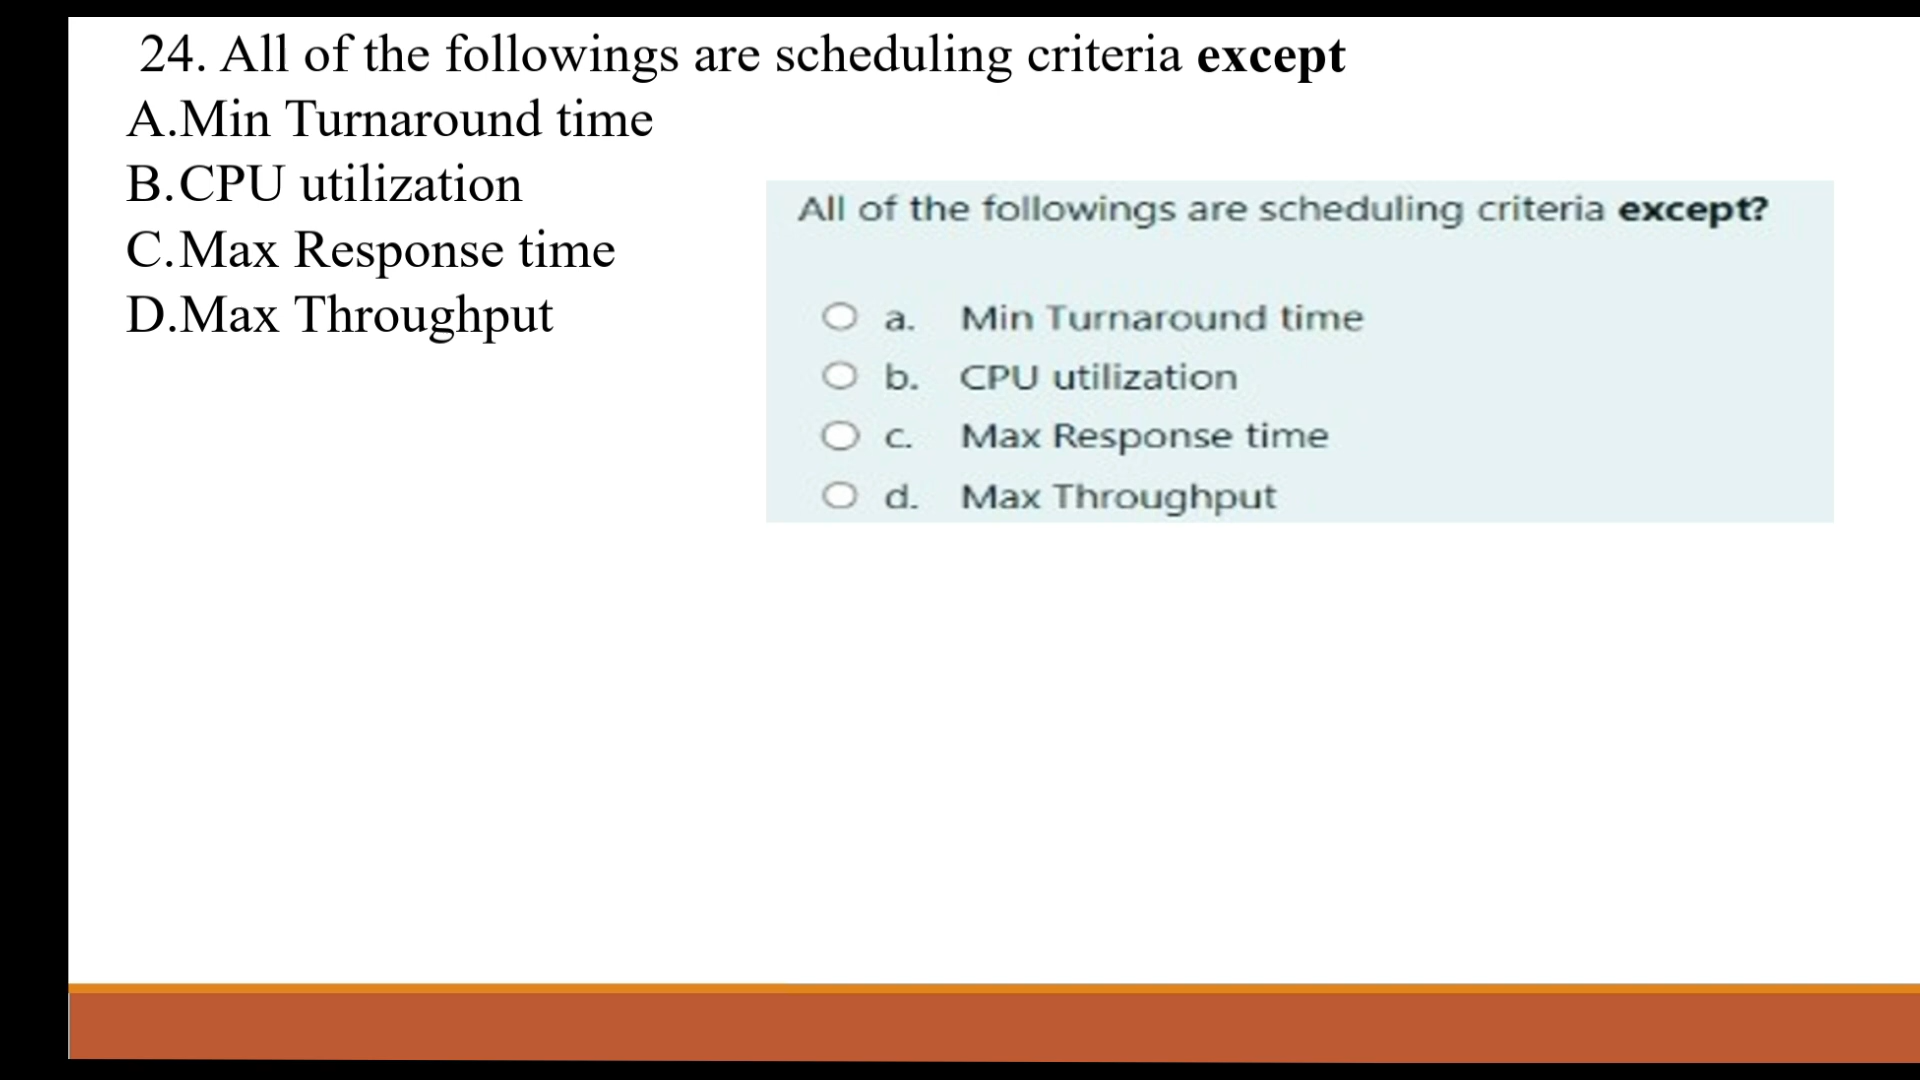 24. All of the followings are scheduling criteria except
A.Min Turnaround time
B.CPU utilization
C.Max Response time
D.Max Throughput
All of the followings are scheduling criteria except?
a. Min Turnaround time
b. CPU utilization
c. Max Response time
d. Max Throughput